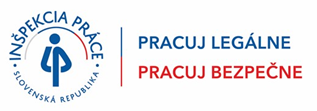 • INŠPEKCIA PRÁCE •
SLOVENSKÁ REPUBLIKA
PRACUJ LEGÁLNE
PRACUJ BEZPEČNE